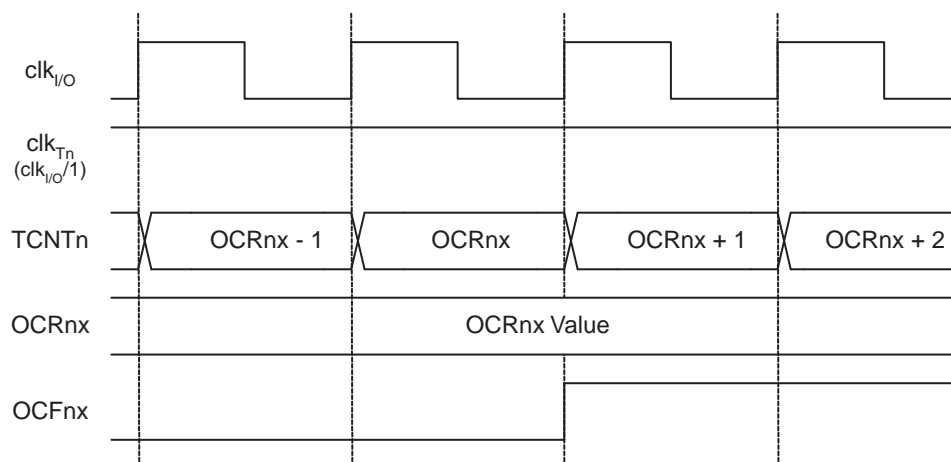 clkI/O
clkTn
(clkI/O/1)
TCNTn OCRnx - 1 OCRnx OCRnx + 1 OCRnx + 2
OCRnx OCRnx Value
OCFnx